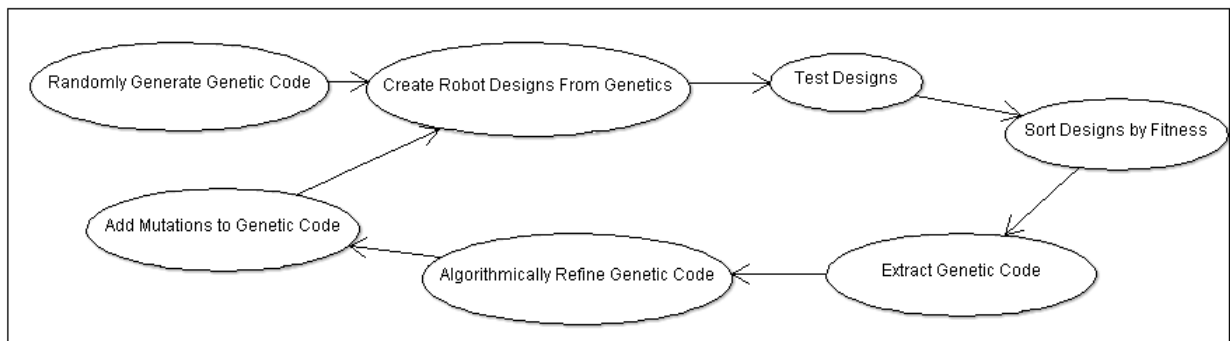 Randomly Generate Genetic Code
Create Robot Designs From Genetics
Test Designs
Sort Designs by Fitness
Extract Genetic Code
Algorithmically Refine Genetic Code
Add Mutations to Genetic Code